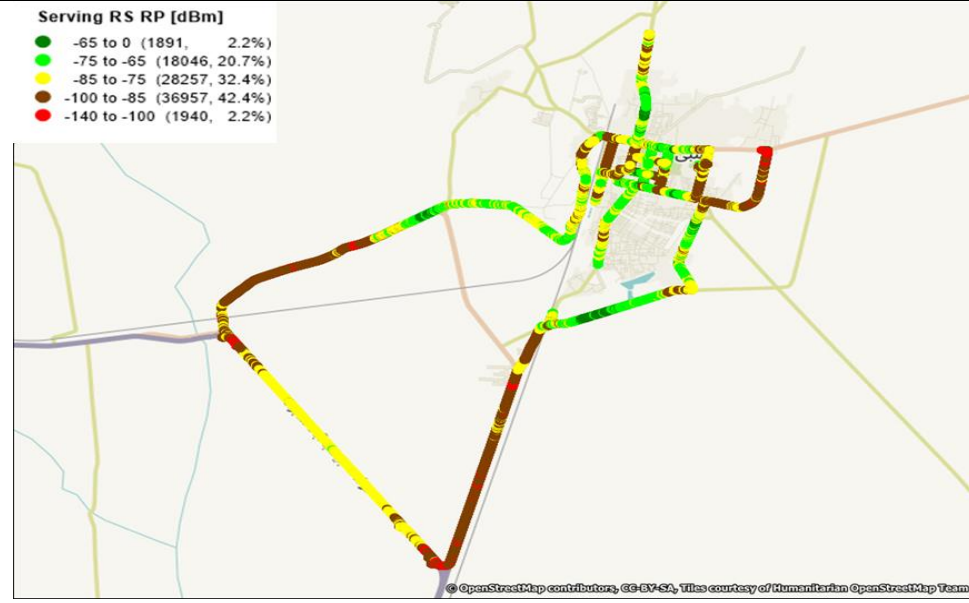 Serving RS RP [dBm]
-65 to 0 (1891, 2.2%)
-75 to -65 (18046, 20.7%)
-85 to -75 (28257, 32.4%)
-100 to -85 (36957, 42.4%)
-140 to -100 (1940, 2.2%)
© OpenStreetMap contributors, CC-BY-SA, Tiles courtesy of Humanitarian OpenStreetMap Team